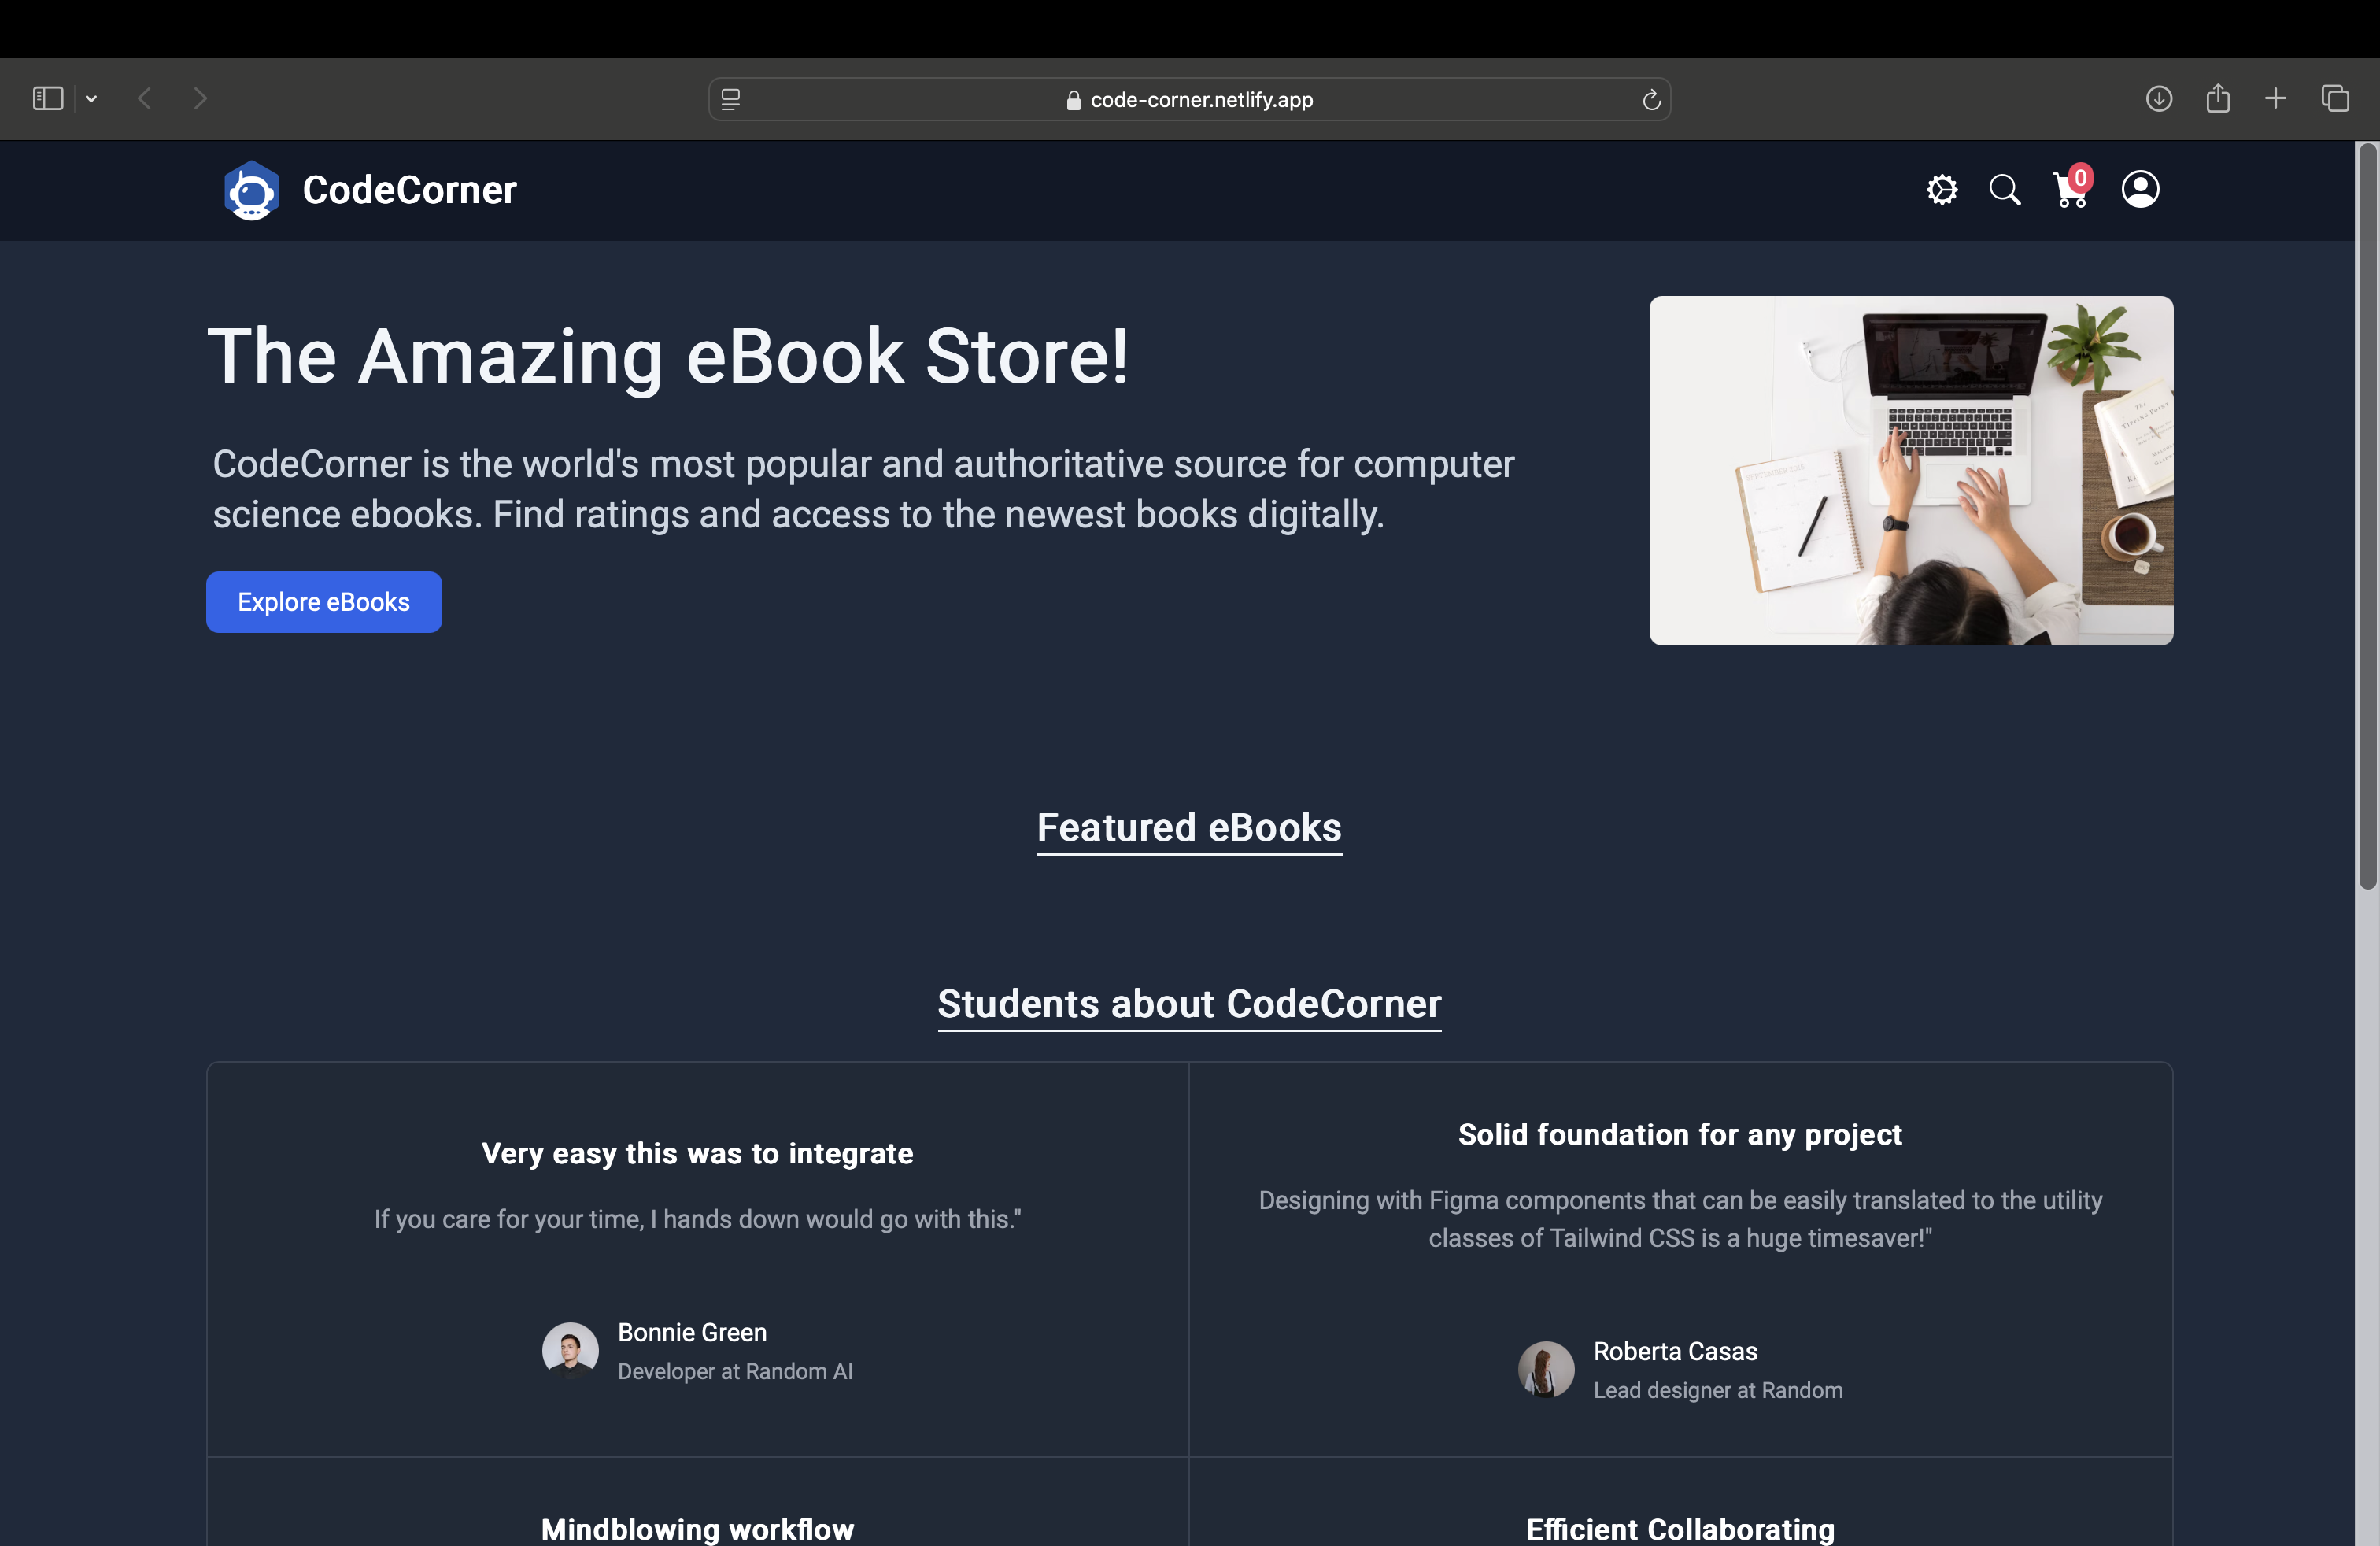 code-corner.netlify.app
CodeCorner
0
The Amazing eBook Store!
CodeCorner is the world's most popular and authoritative source for computer
science ebooks. Find ratings and access to the newest books digitally.
Explore eBooks
SEPTEMBER
The
TIPPING POINT
Featured eBooks
Students about CodeCorner
Very easy this was to integrate
If you care for your time, I hands down would go with this."
Bonnie Green
Developer at Random AI
Solid foundation for any project
Designing with Figma components that can be easily translated to the utility
classes of Tailwind CSS is a huge timesaver!"
Roberta Casas
Lead designer at Random
Mindblowing workflow
Efficient Collaborating